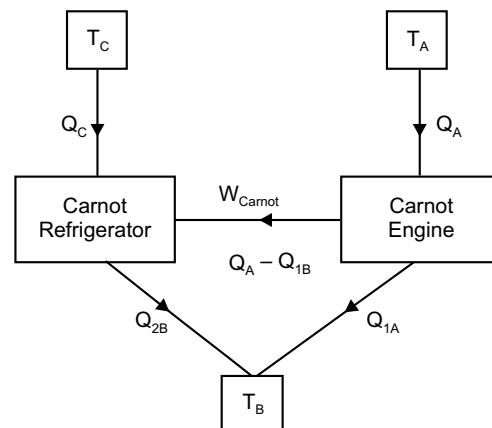 T_C
T_A
Q_C
Q_A
Carnot
Refrigerator
W_Carnot
Carnot
Engine
Q_A – Q_1B
Q_2B
Q_1A
T_B